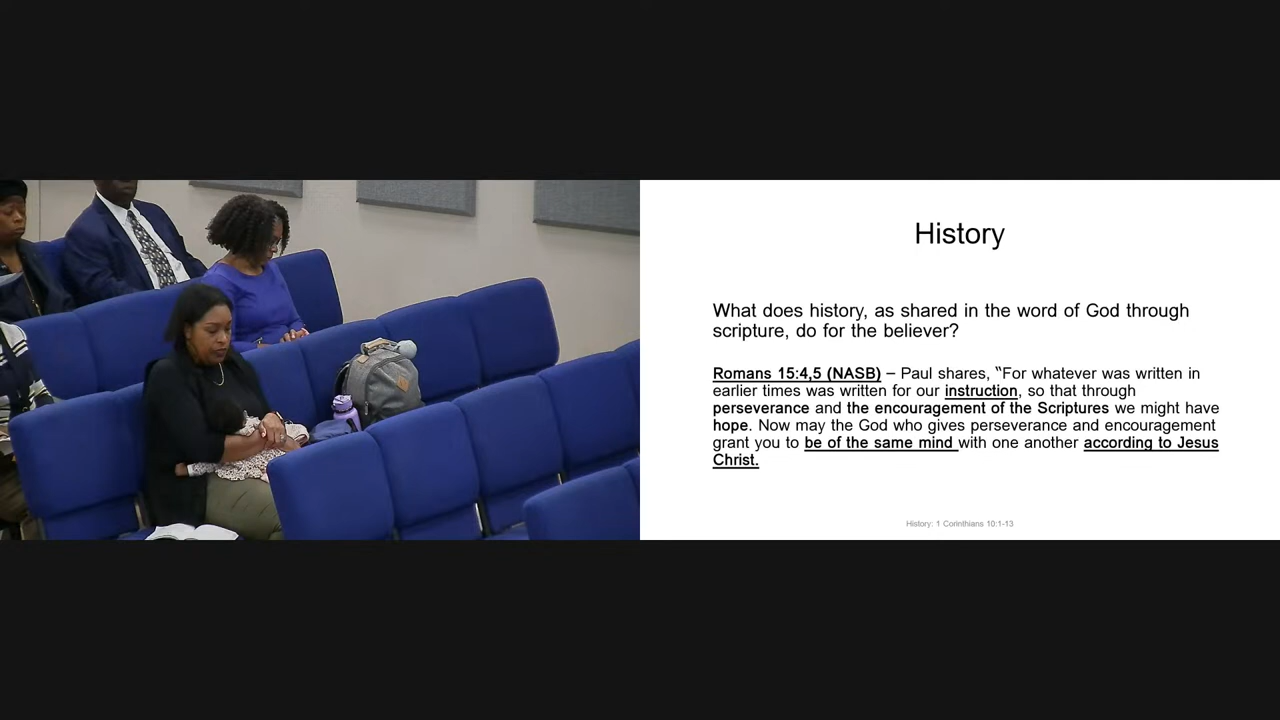 History
What does history, as shared in the word of God through
scripture, do for the believer?
Romans 15:4,5 (NASB) – Paul shares, “For whatever was written in
earlier times was written for our instruction, so that through
perseverance and the encouragement of the Scriptures we might have
hope. Now may the God who gives perseverance and encouragement
grant you to be of the same mind with one another according to Jesus
Christ.
History: 1 Corinthians 10:1-13